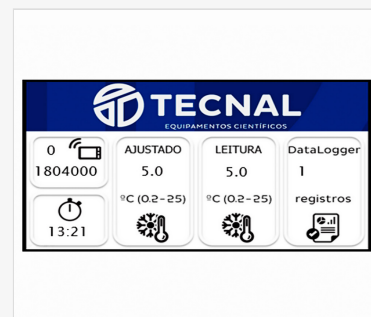 TECNAL
EQUIPAMENTOS CIENTÍFICOS
0
1804000
13:21
AJUSTADO
5.0
ºC (0.2-25)
LEITURA
5.0
ºC (0.2-25)
DataLogger
1
registros